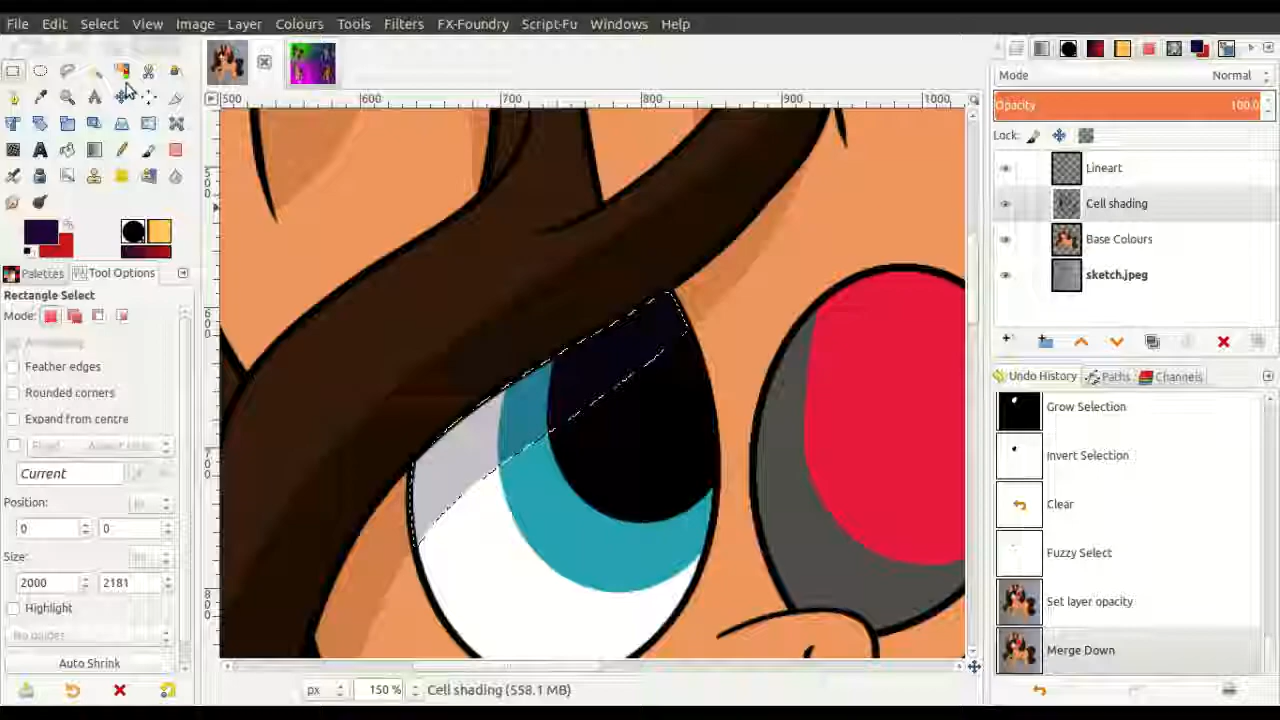 File Edit Select View Image Layer Colours Tools Filters FX-Foundry Script-Fu Windows Help
500 600 700 800 900 1000
Mode Normal
Opacity 100.0
Lock:
Lineart
Cell shading
Base Colours
sketch.jpeg
Palettes Tool Options
Rectangle Select
Mode:
Feather edges
Rounded corners
Expand from centre
Current
Position:
0 0
Size:
2000 2181
Highlight
No guides
Auto Shrink
Undo History Paths Channels
Grow Selection
Invert Selection
Clear
Fuzzy Select
Set layer opacity
Merge Down
px 150 % Cell shading (558.1 MB)